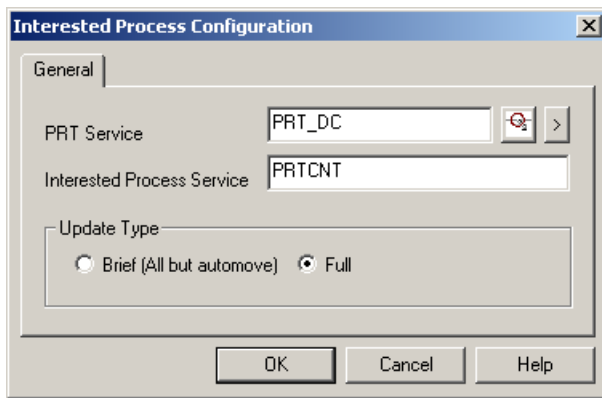 Interested Process Configuration
General
PRT Service PRT_DC >
Interested Process Service PRTCNT
Update Type
Brief (All but automove) Full
OK Cancel Help